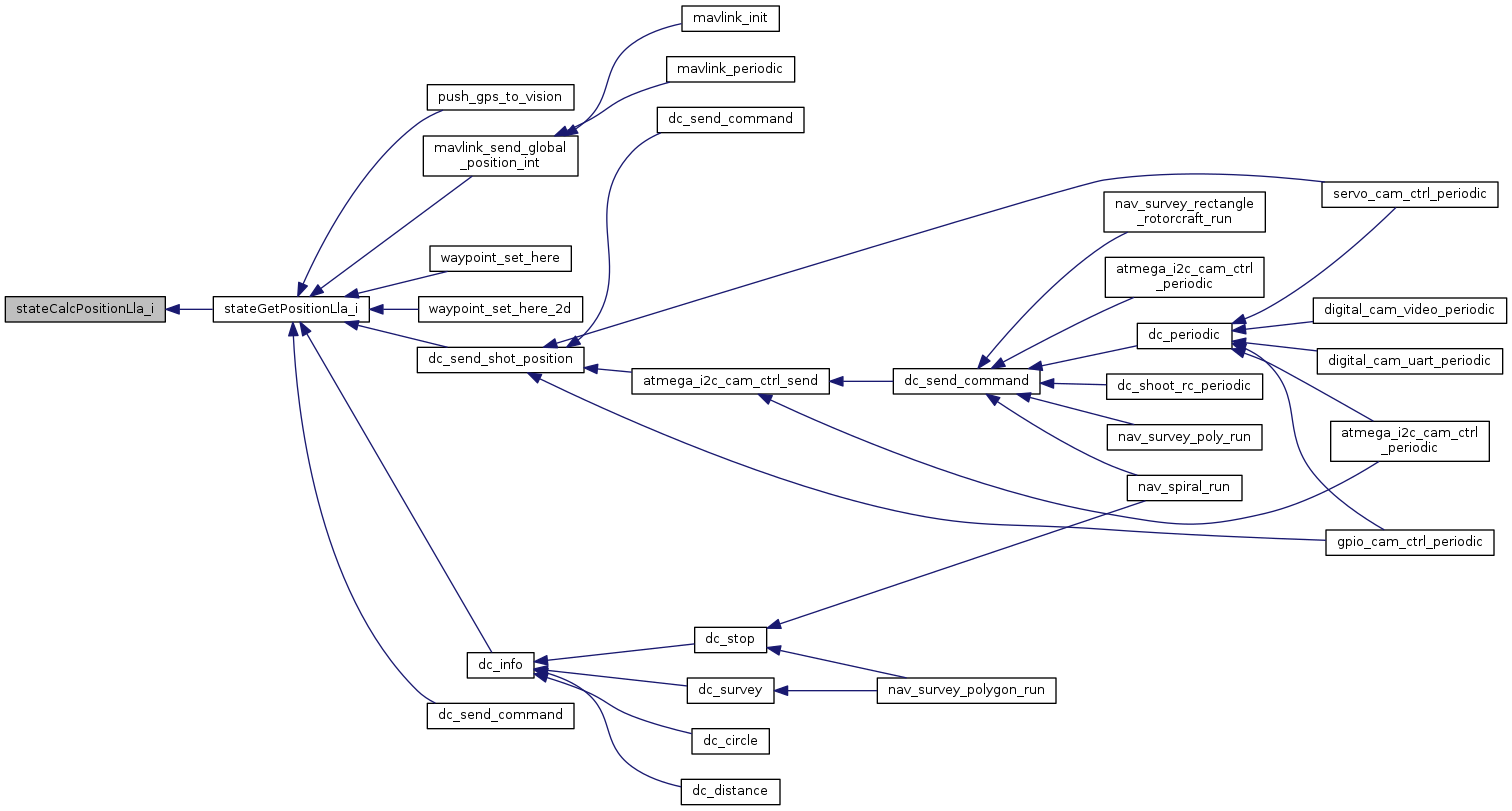 mavlink_init
mavlink_periodic
push_gps_to_vision
dc_send_command
mavlink_send_global
_position_int
servo_cam_ctrl_periodic
nav_survey_rectangle
_rotorcraft_run
waypoint_set_here
atmega_i2c_cam_ctrl
_periodic
stateCalcPositionLla_i
stateGetPositionLla_i
waypoint_set_here_2d
digital_cam_video_periodic
dc_periodic
dc_send_shot_position
digital_cam_uart_periodic
atmega_i2c_cam_ctrl_send
dc_send_command
dc_shoot_rc_periodic
nav_survey_poly_run
atmega_i2c_cam_ctrl
_periodic
nav_spiral_run
gpio_cam_ctrl_periodic
dc_stop
dc_info
dc_survey
nav_survey_polygon_run
dc_send_command
dc_circle
dc_distance